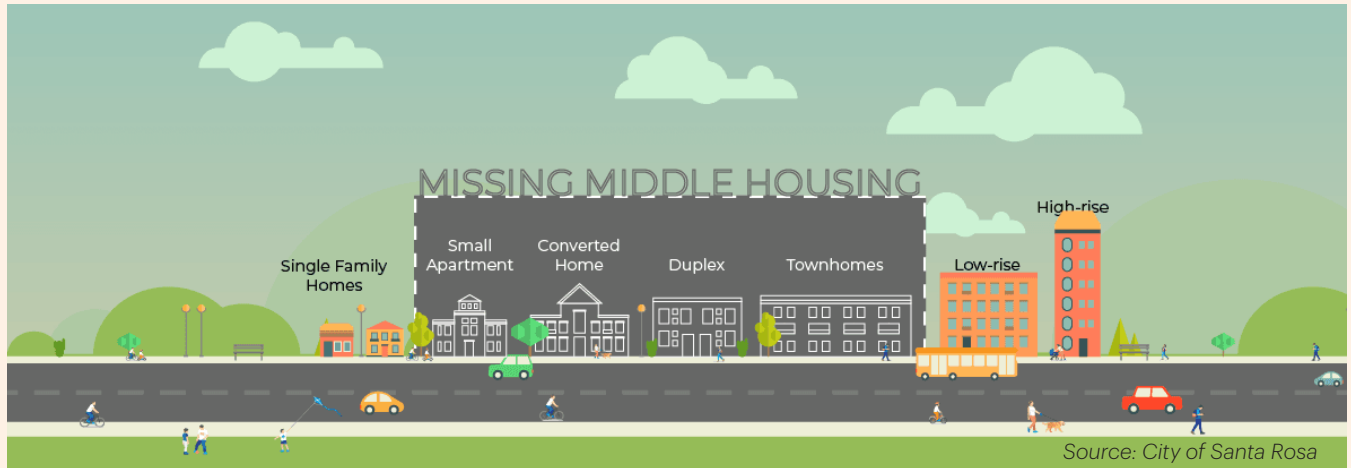 MISSING MIDDLE HOUSING
Single Family
Homes
Small
Apartment
Converted
Home
Duplex
Townhomes
Low-rise
High-rise
Source: City of Santa Rosa